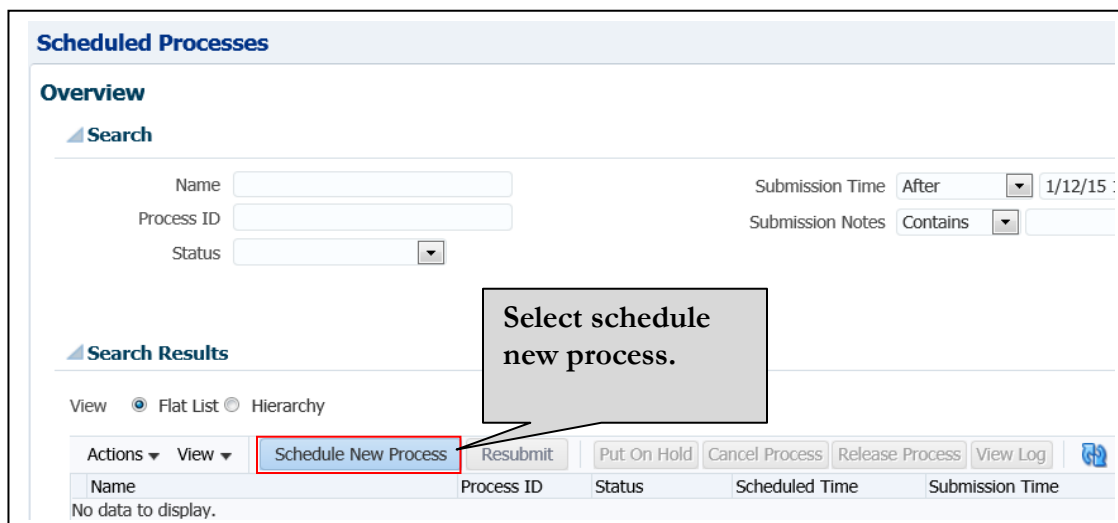 Scheduled Processes
Overview
Search
Name
Submission Time After 1/12/15
Process ID
Submission Notes Contains
Status
Select schedule
new process.
Search Results
View Flat List Hierarchy
Actions View Schedule New Process Resubmit Put On Hold Cancel Process Release Process View Log
Name Process ID Status Scheduled Time Submission Time
No data to display.